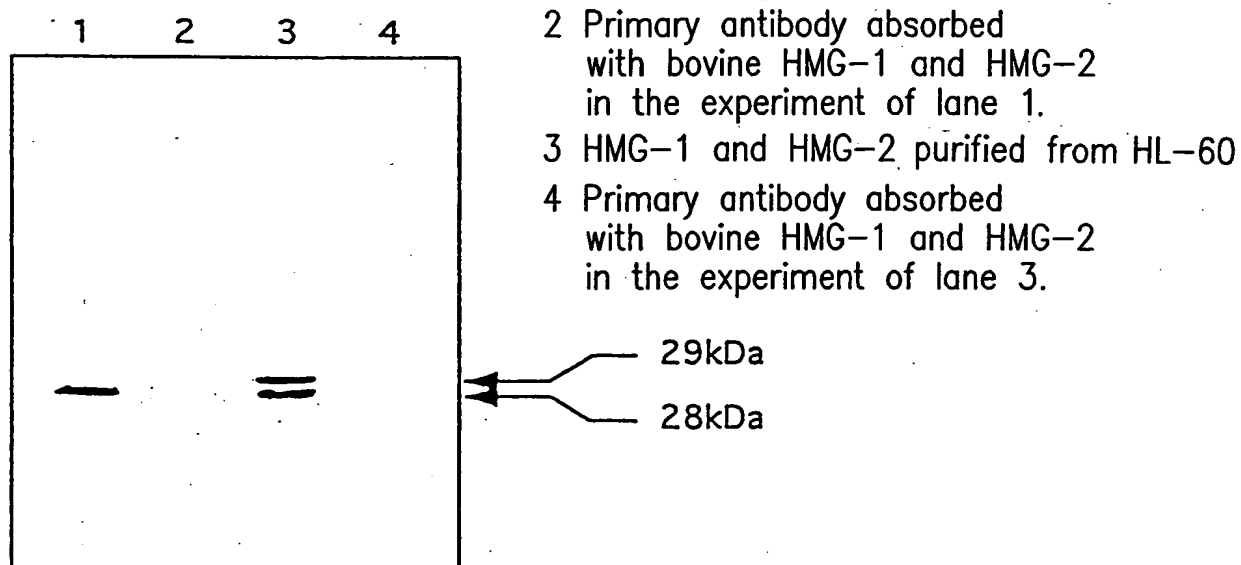 1 2 3 4
2 Primary antibody absorbed
with bovine HMG-1 and HMG-2
in the experiment of lane 1.
3 HMG-1 and HMG-2 purified from HL-60
4 Primary antibody absorbed
with bovine HMG-1 and HMG-2
in the experiment of lane 3.
29kDa
28kDa